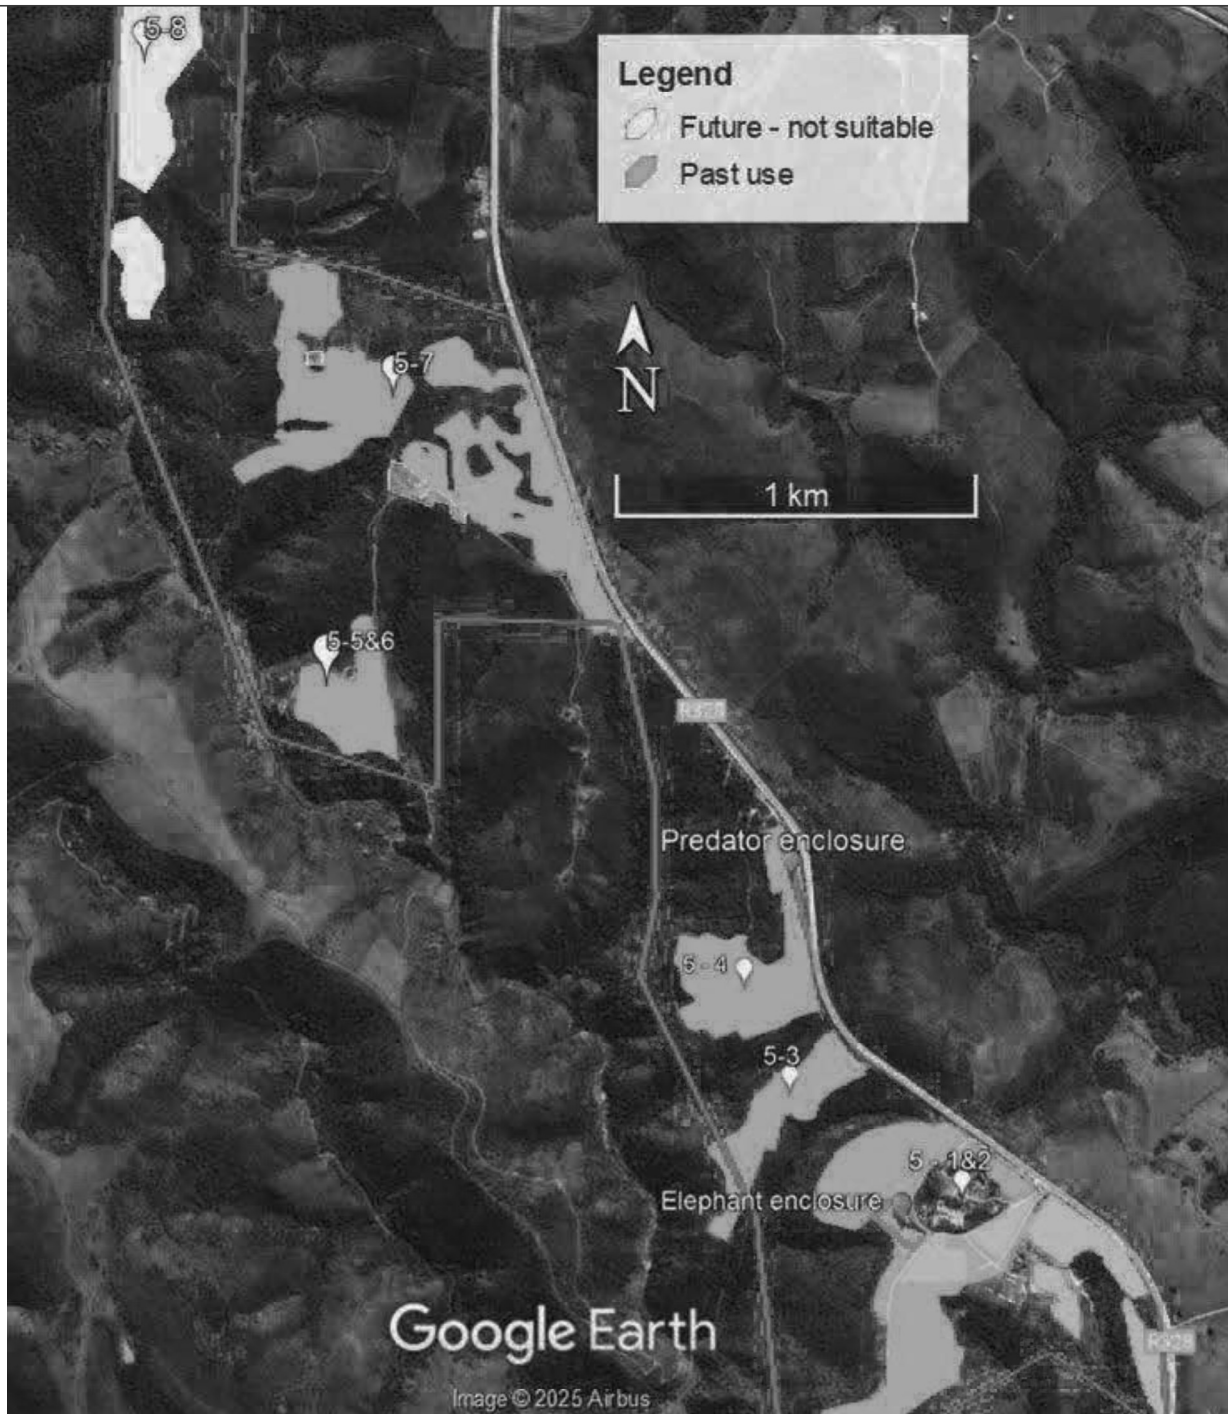 5-8
Legend
Future - not suitable
Past use
5-7
N
1 km
5-5&6
Predator enclosure
5 - 4
5-3
5 - 1&2
Elephant enclosure
Google Earth
Image © 2025 Airbus